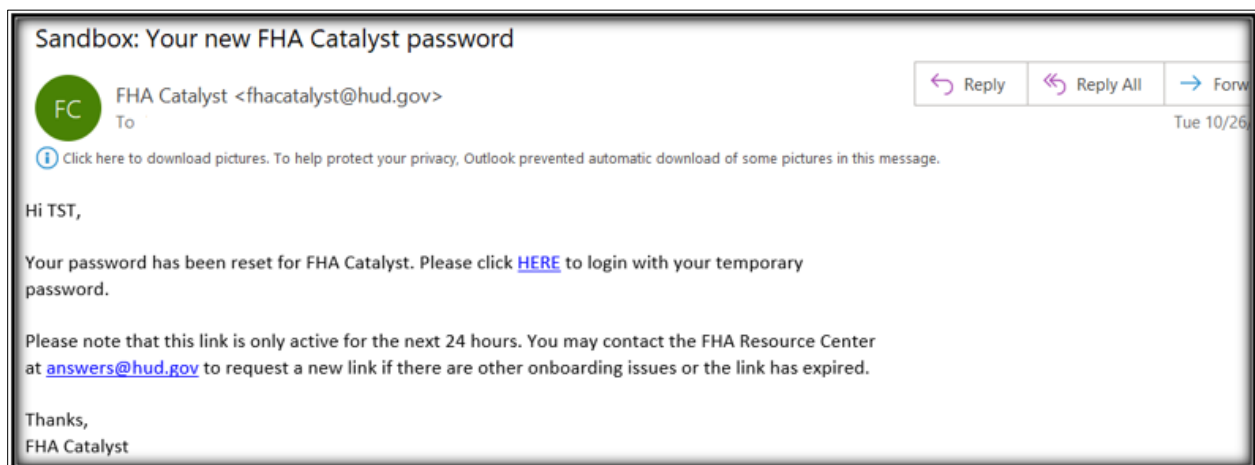 Sandbox: Your new FHA Catalyst password
FC
FHA Catalyst <fhacatalyst@hud.gov>
To
Reply
Reply All
Forw
Tue 10/26/
Click here to download pictures. To help protect your privacy, Outlook prevented automatic download of some pictures in this message.
Hi TST,
Your password has been reset for FHA Catalyst. Please click HERE to login with your temporary
password.
Please note that this link is only active for the next 24 hours. You may contact the FHA Resource Center
at answers@hud.gov to request a new link if there are other onboarding issues or the link has expired.
Thanks,
FHA Catalyst